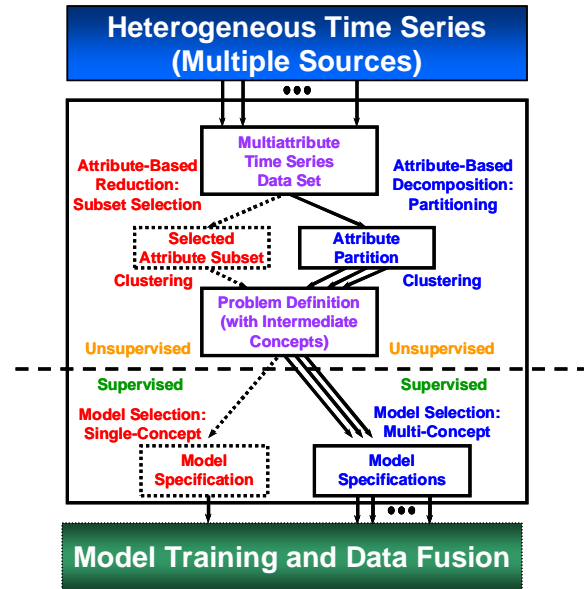 Heterogeneous Time Series
(Multiple Sources)
Multiattribute
Time Series
Data Set
Attribute-Based
Reduction:
Subset Selection
Attribute-Based
Decomposition:
Partitioning
Selected
Attribute Subset
Attribute
Partition
Clustering
Clustering
Problem Definition
(with Intermediate
Concepts)
Unsupervised
Unsupervised
Supervised
Supervised
Model Selection:
Single-Concept
Model Selection:
Multi-Concept
Model
Specification
Model
Specifications
Model Training and Data Fusion